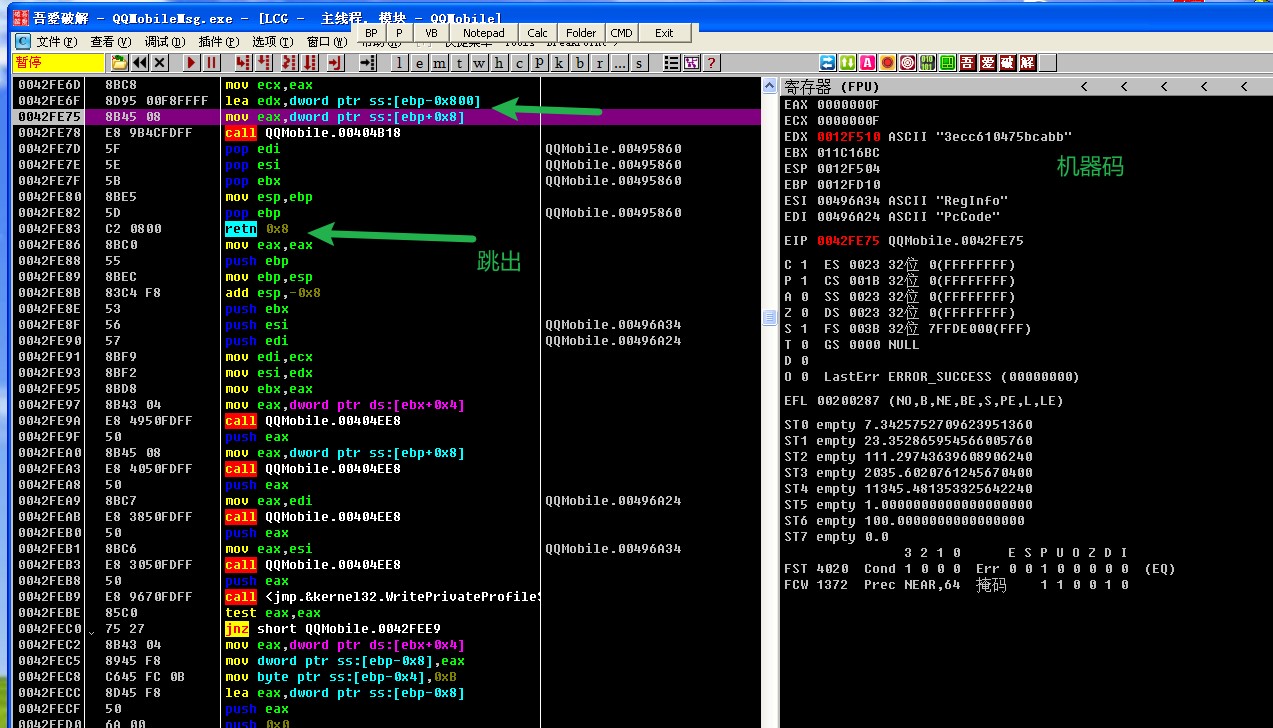 吾爱破解 - QQMobileMsg.exe - [LCG - 主线程, 模块 - QQMobile]
文件(F) 查看(V) 调试(D) 插件(P) 选项(T) 窗口(W)
BP P VB Notepad Calc Folder CMD Exit
暂停 l e m t w h c p k b r ... s ? 吾 爱 破 解
0042FE6D 8BC8 mov ecx,eax
0042FE6F 8D95 00F8FFFF lea edx,dword ptr ss:[ebp-0x800]
0042FE75 8B45 08 mov eax,dword ptr ss:[ebp+0x8]
0042FE78 E8 9B4CFDFF call QQMobile.00404B18
0042FE7D 5F pop edi QQMobile.00495860
0042FE7E 5E pop esi QQMobile.00495860
0042FE7F 5B pop ebx QQMobile.00495860
0042FE80 8BE5 mov esp,ebp
0042FE82 5D pop ebp QQMobile.00495860
0042FE83 C2 0800 retn 0x8
跳出
0042FE86 8BC0 mov eax,eax
0042FE88 55 push ebp
0042FE89 8BEC mov ebp,esp
0042FE8B 83C4 F8 add esp,-0x8
0042FE8E 53 push ebx
0042FE8F 56 push esi QQMobile.00496A34
0042FE90 57 push edi QQMobile.00496A24
0042FE91 8BF9 mov edi,ecx
0042FE93 8BF2 mov esi,edx
0042FE95 8BD8 mov ebx,eax
0042FE97 8B43 04 mov eax,dword ptr ds:[ebx+0x4]
0042FE9A E8 4950FDFF call QQMobile.00404EE8
0042FE9F 50 push eax
0042FEA0 8B45 08 mov eax,dword ptr ss:[ebp+0x8]
0042FEA3 E8 4050FDFF call QQMobile.00404EE8
0042FEA8 50 push eax
0042FEA9 8BC7 mov eax,edi QQMobile.00496A24
0042FEAB E8 3850FDFF call QQMobile.00404EE8
0042FEB0 50 push eax
0042FEB1 8BC6 mov eax,esi QQMobile.00496A34
0042FEB3 E8 3050FDFF call QQMobile.00404EE8
0042FEB8 50 push eax
0042FEB9 E8 9670FDFF call <jmp.&kernel32.WritePrivateProfileS
0042FEBE 85C0 test eax,eax
0042FEC0 75 27 jnz short QQMobile.0042FEE9
0042FEC2 8B43 04 mov eax,dword ptr ds:[ebx+0x4]
0042FEC5 8945 F8 mov dword ptr ss:[ebp-0x8],eax
0042FEC8 C645 FC 0B mov byte ptr ss:[ebp-0x4],0xB
0042FECC 8D45 F8 lea eax,dword ptr ss:[ebp-0x8]
0042FECF 50 push eax
0042FED0 6A 00 push 0x0
寄存器 (FPU) < < < < <
EAX 0000000F
ECX 0000000F
EDX 0012F510 ASCII "3ecc610475bcabb"
EBX 011C16BC
ESP 0012F504
EBP 0012FD10
ESI 00496A34 ASCII "RegInfo"
EDI 00496A24 ASCII "PcCode"
机器码
EIP 0042FE75 QQMobile.0042FE75
C 1 ES 0023 32位 0(FFFFFFFF)
P 1 CS 001B 32位 0(FFFFFFFF)
A 0 SS 0023 32位 0(FFFFFFFF)
Z 0 DS 0023 32位 0(FFFFFFFF)
S 1 FS 003B 32位 7FFDE000(FFF)
T 0 GS 0000 NULL
D 0
O 0 LastErr ERROR_SUCCESS (00000000)
EFL 00200287 (NO,B,NE,BE,S,PE,L,LE)
ST0 empty 7.3425752709623951360
ST1 empty 23.352865954566005760
ST2 empty 111.29743639608906240
ST3 empty 2035.6020761245670400
ST4 empty 11345.481353325642240
ST5 empty 1.0000000000000000000
ST6 empty 100.00000000000000000
ST7 empty 0.0
3 2 1 0 E S P U O Z D I
FST 4020 Cond 1 0 0 0 Err 0 0 1 0 0 0 0 0 (EQ)
FCW 1372 Prec NEAR,64 掩码 1 1 0 0 1 0